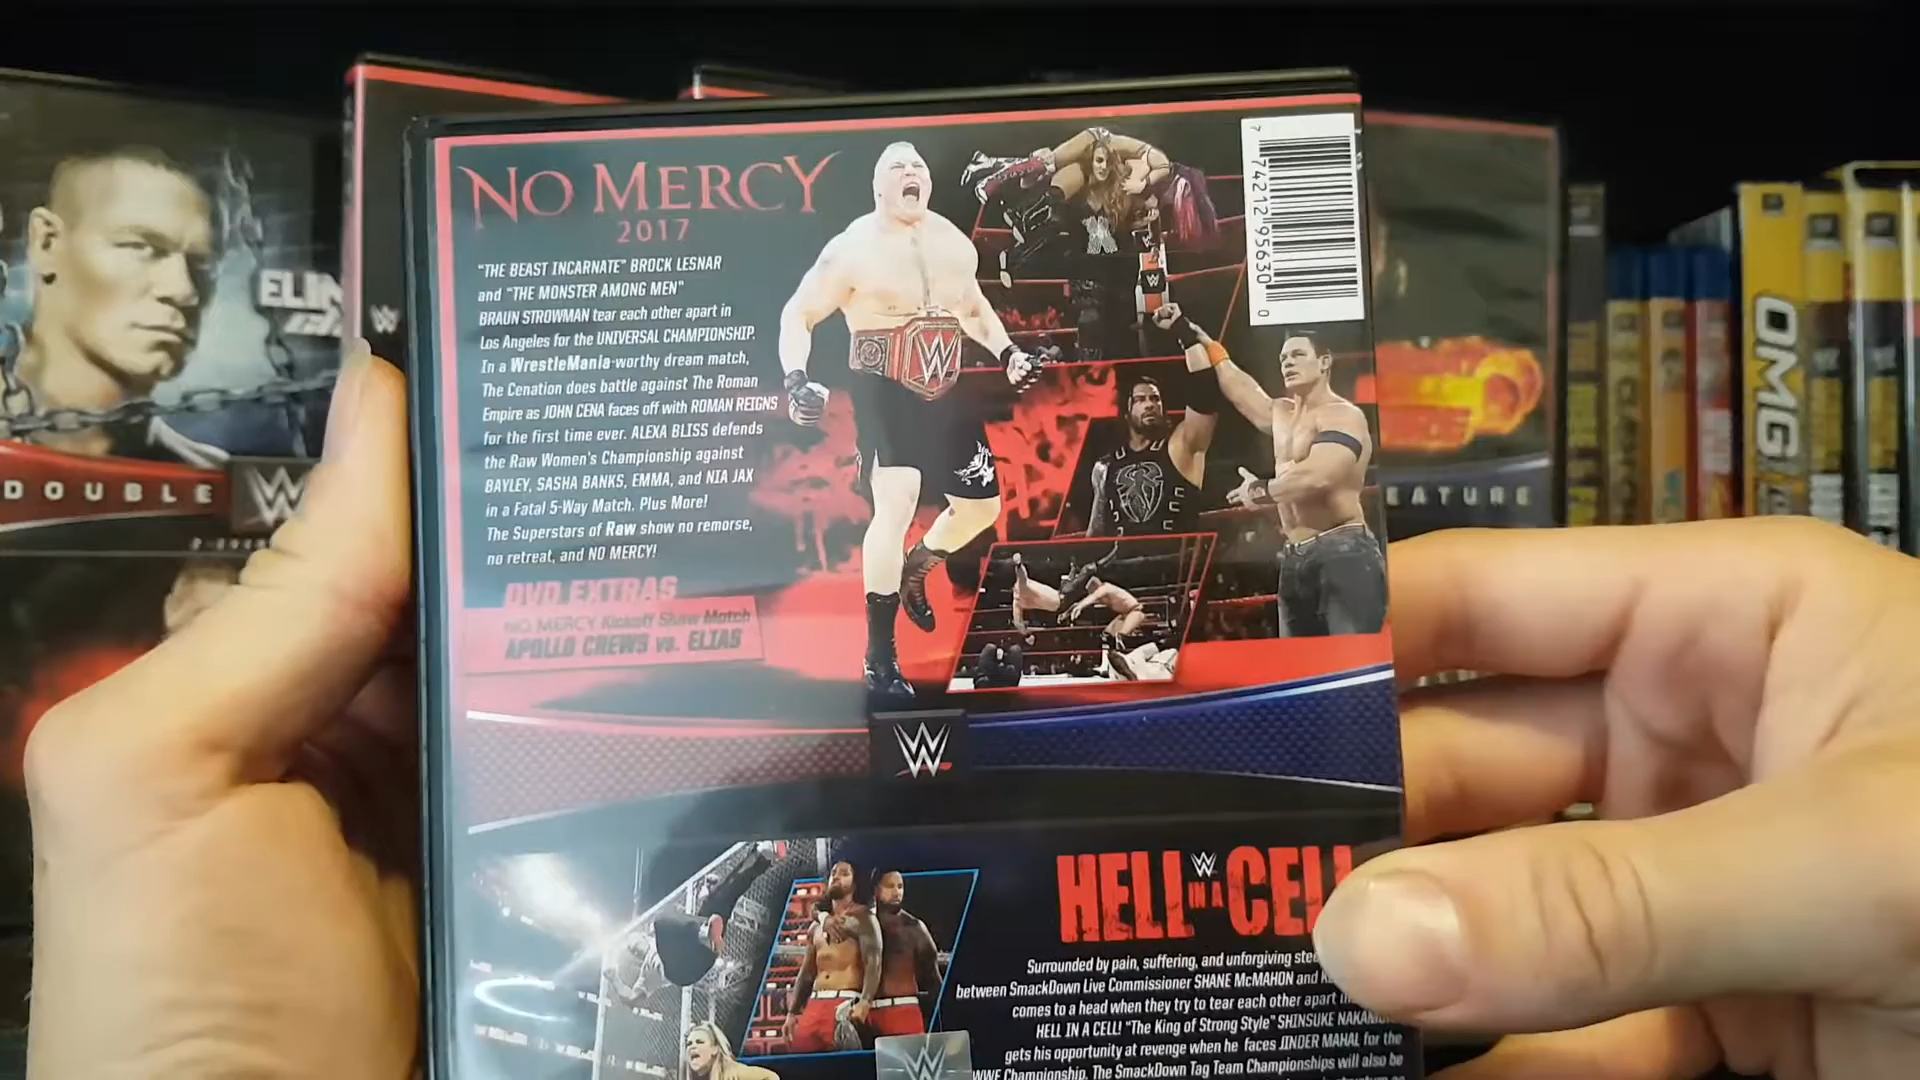 NO MERCY
2017
"THE BEAST INCARNATE" BROCK LESNAR
and "THE MONSTER AMONG MEN"
BRAUN STROWMAN tear each other apart in
Los Angeles for the UNIVERSAL CHAMPIONSHIP.
In a WrestleMania-worthy dream match,
The Cenation does battle against The Roman
Empire as JOHN CENA faces off with ROMAN REIGNS
for the first time ever. ALEXA BLISS defends
the Raw Women's Championship against
BAYLEY, SASHA BANKS, EMMA, and NIA JAX
in a Fatal 5-Way Match. Plus More!
The Superstars of Raw show no remorse,
no retreat, and NO MERCY!
DVD EXTRAS
NO MERCY Kickoff Show Match
APOLLO CREWS vs. ELIAS
7 74212 95630 0
HELL IN A CELL
Surrounded by pain, suffering, and unforgiving
between SmackDown Live Commissioner SHANE McMAHON and
comes to a head when they try to tear each other apart
HELL IN A CELL! "The King of Strong Style" SHINSUKE
gets his opportunity at revenge when he faces JINDER MAHAL for the
WWE Championship. The SmackDown Tag Team Championships will also be
DOUBLE
EATURE
OMG